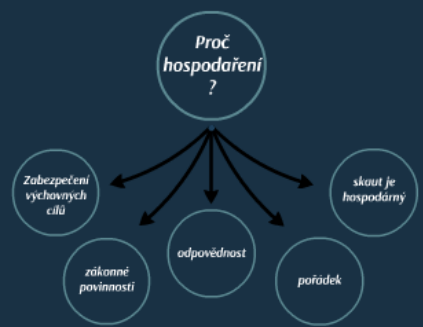 Proč
hospodaření
?
Zabezpečení
výchovných
cílů
zákonné
povinnosti
odpovědnost
pořádek
skaut je
hospodárný